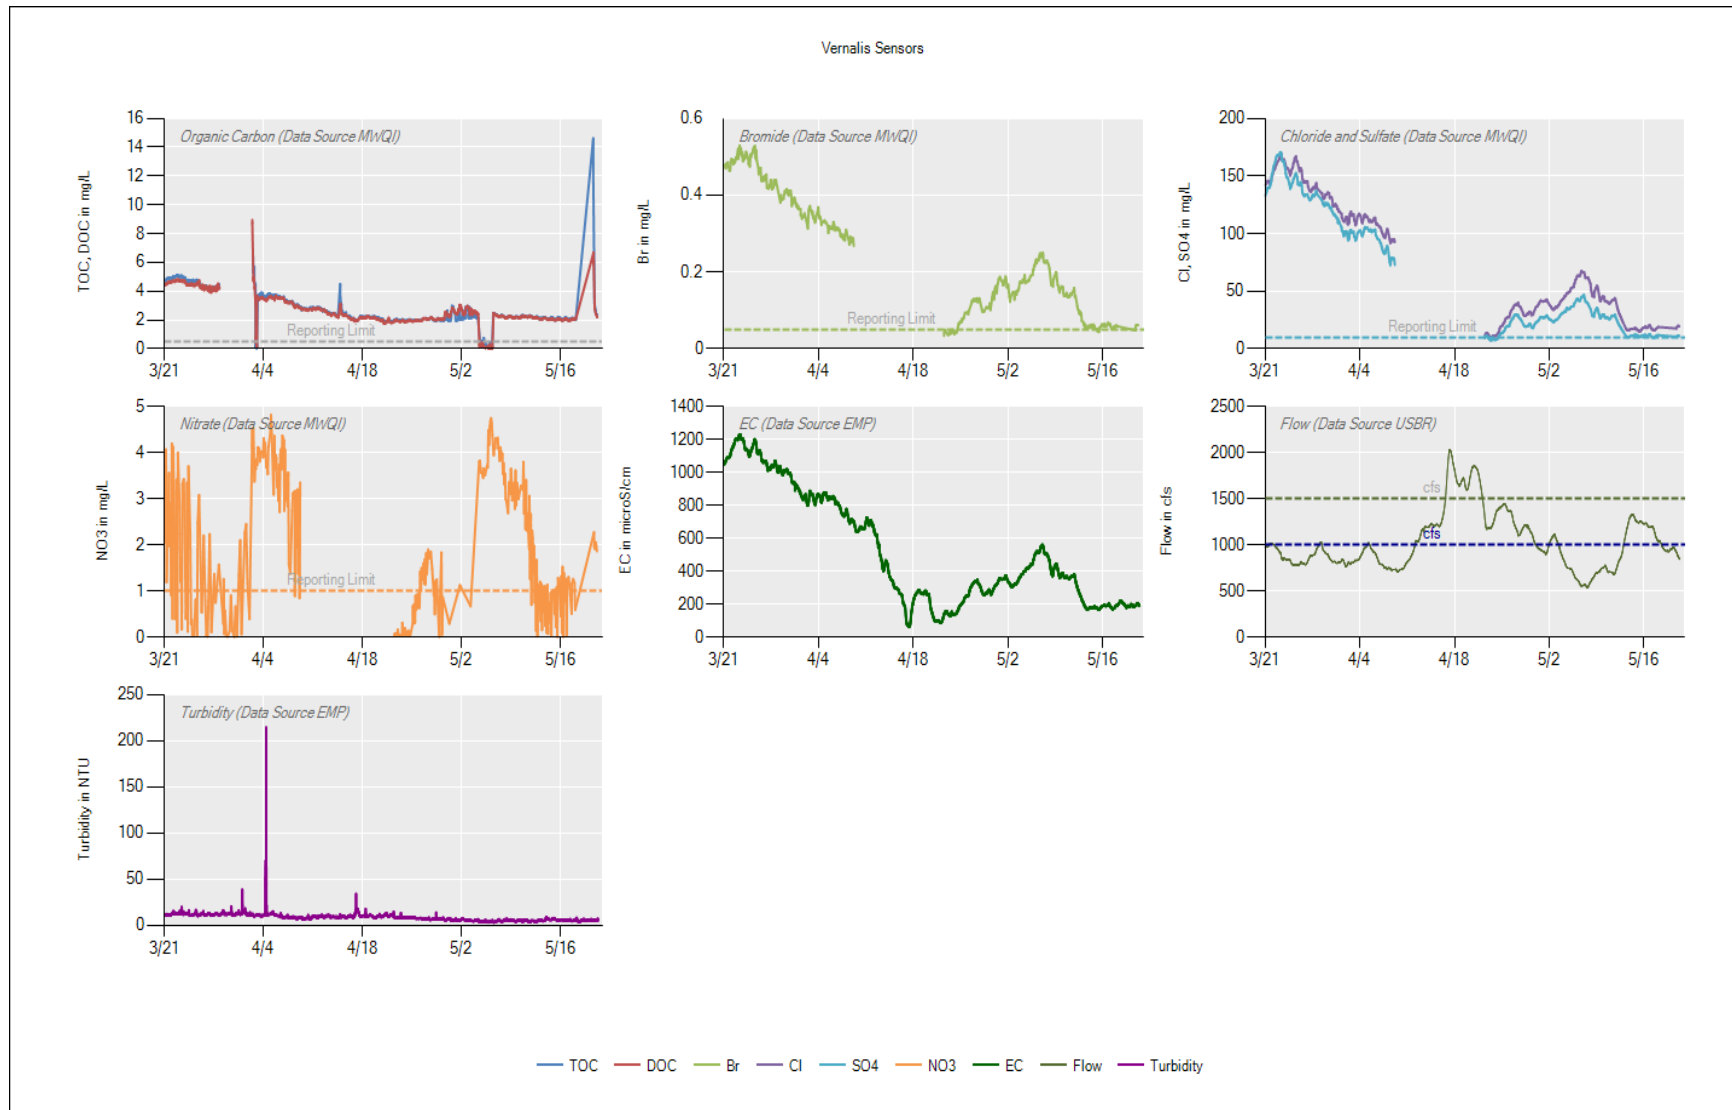 Vernalis Sensors
Organic Carbon (Data Source MWQI)
TOC, DOC in mg/L
16
14
12
10
8
6
4
2
0
Reporting Limit
3/21 4/4 4/18 5/2 5/16
Bromide (Data Source MWQI)
Br in mg/L
0.6
0.4
0.2
0
Reporting Limit
3/21 4/4 4/18 5/2 5/16
Chloride and Sulfate (Data Source MWQI)
Cl, SO4 in mg/L
200
150
100
50
0
Reporting Limit
3/21 4/4 4/18 5/2 5/16
Nitrate (Data Source MWQI)
NO3 in mg/L
5
4
3
2
1
0
Reporting Limit
3/21 4/4 4/18 5/2 5/16
EC (Data Source EMP)
EC in microS/cm
1400
1200
1000
800
600
400
200
0
3/21 4/4 4/18 5/2 5/16
Flow (Data Source USBR)
Flow in cfs
2500
2000
1500
1000
500
0
cfs
cfs
3/21 4/4 4/18 5/2 5/16
Turbidity (Data Source EMP)
Turbidity in NTU
250
200
150
100
50
0
3/21 4/4 4/18 5/2 5/16
TOC DOC Br Cl SO4 NO3 EC Flow Turbidity